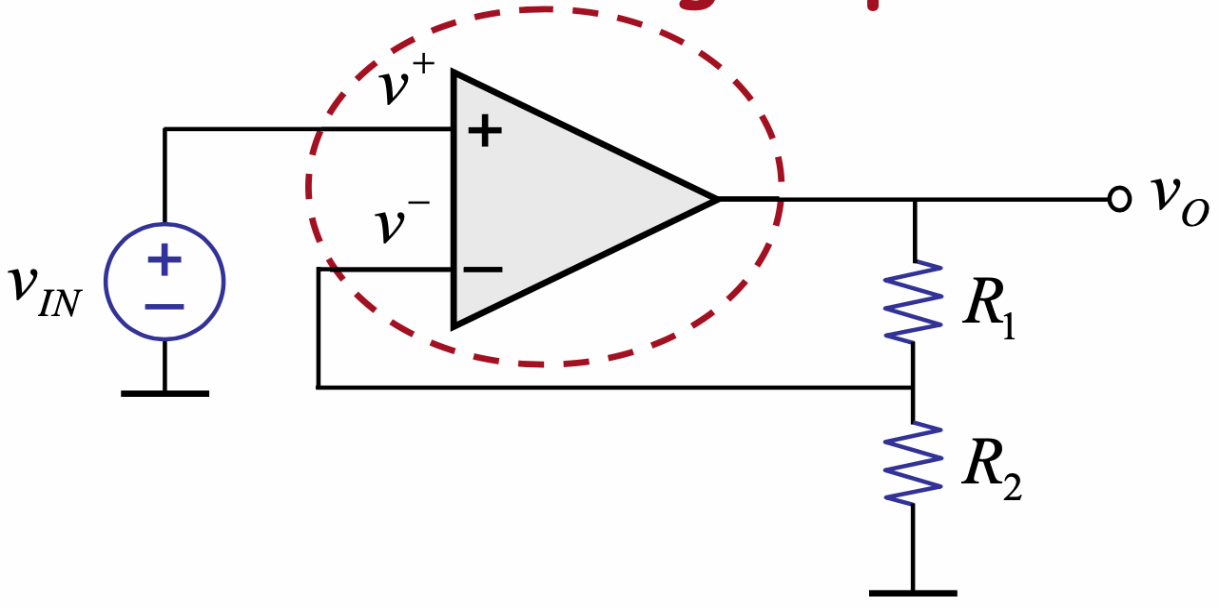 v⁺
+
v⁻
−
v_O
v_IN
+
−
R₁
R₂